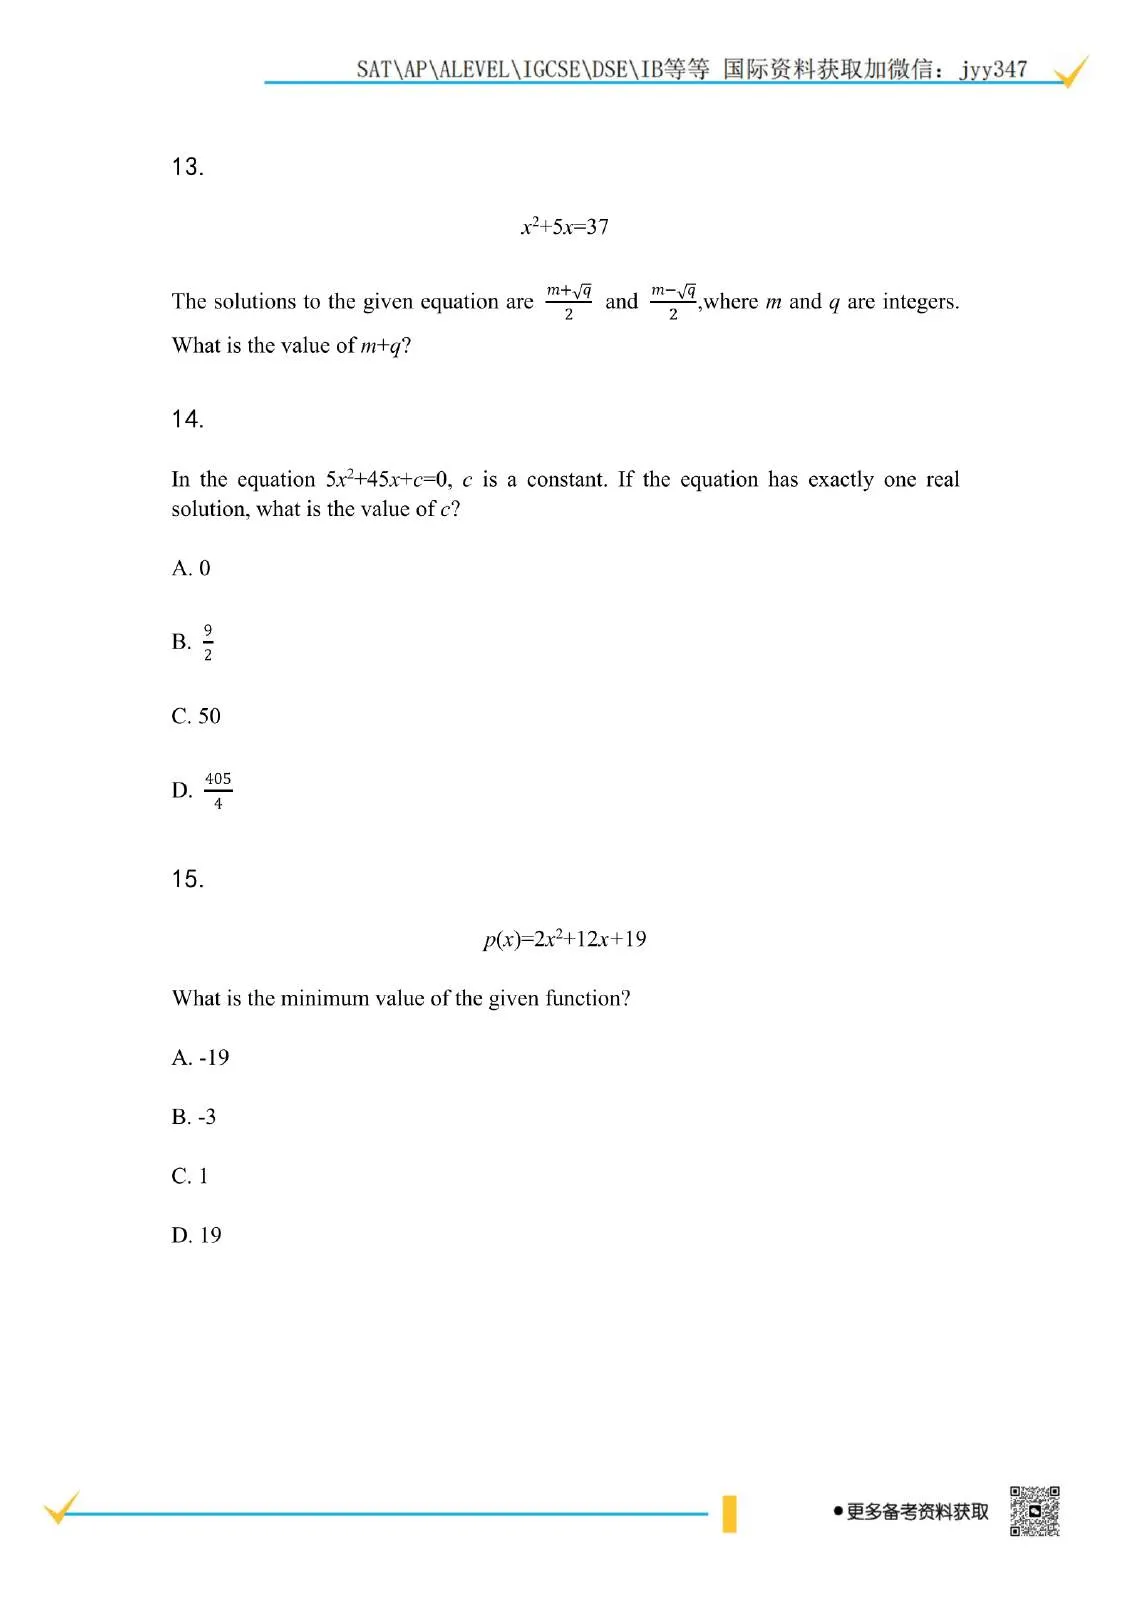 SAT\AP\ALEVEL\IGCSE\DSE\IB等等 国际资料获取加微信：jyy347
13.
x²+5x=37
The solutions to the given equation are (m+√q)/2 and (m−√q)/2,where m and q are integers.
What is the value of m+q?
14.
In the equation 5x²+45x+c=0, c is a constant. If the equation has exactly one real
solution, what is the value of c?
A. 0
B. 9/2
C. 50
D. 405/4
15.
p(x)=2x²+12x+19
What is the minimum value of the given function?
A. -19
B. -3
C. 1
D. 19
●更多备考资料获取